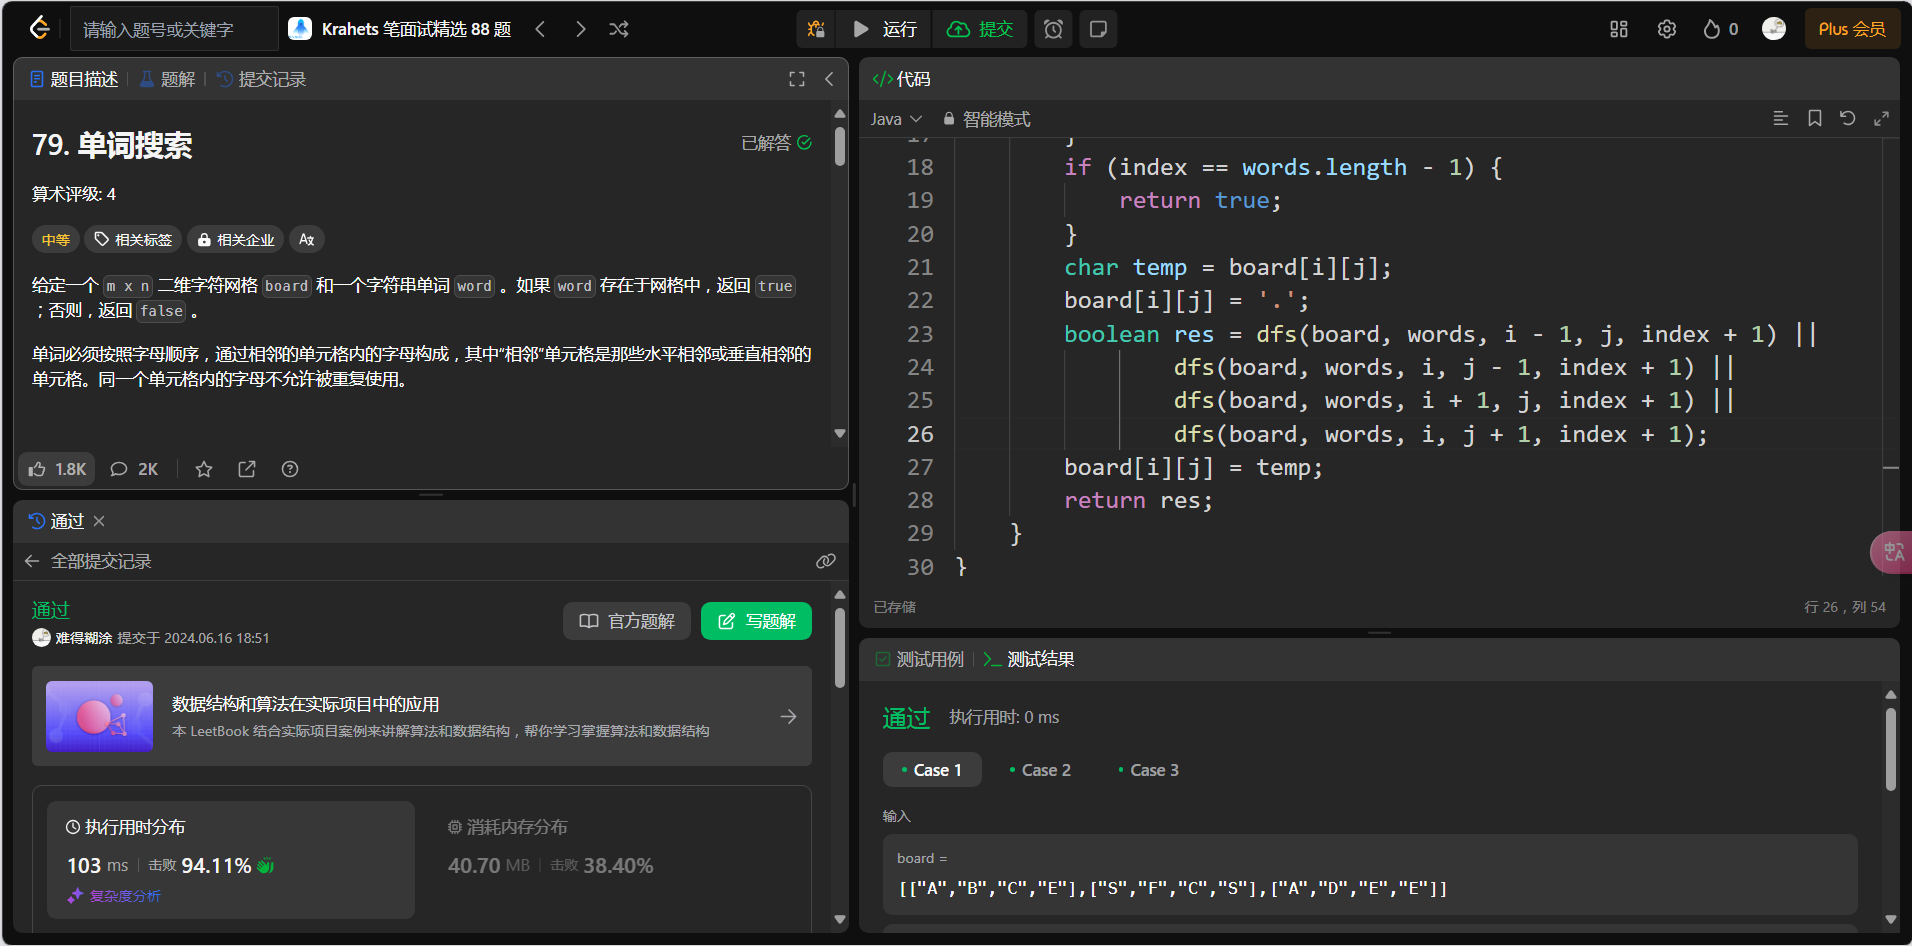 请输入题号或关键字
Krahets 笔面试精选 88 题
运行
提交
0
Plus 会员
题目描述
题解
提交记录
79. 单词搜索
已解答
算术评级: 4
中等
相关标签
相关企业
给定一个 m x n 二维字符网格 board 和一个字符串单词 word 。如果 word 存在于网格中，返回 true
；否则，返回 false 。
单词必须按照字母顺序，通过相邻的单元格内的字母构成，其中“相邻”单元格是那些水平相邻或垂直相邻的
单元格。同一个单元格内的字母不允许被重复使用。
1.8K
2K
通过
全部提交记录
通过
难得糊涂 提交于 2024.06.16 18:51
官方题解
写题解
数据结构和算法在实际项目中的应用
本 LeetBook 结合实际项目案例来讲解算法和数据结构，帮你学习掌握算法和数据结构
执行用时分布
103 ms 击败 94.11%
复杂度分析
消耗内存分布
40.70 MB 击败 38.40%
</>代码
Java
智能模式
17 }
18 if (index == words.length - 1) {
19 return true;
20 }
21 char temp = board[i][j];
22 board[i][j] = '.';
23 boolean res = dfs(board, words, i - 1, j, index + 1) ||
24 dfs(board, words, i, j - 1, index + 1) ||
25 dfs(board, words, i + 1, j, index + 1) ||
26 dfs(board, words, i, j + 1, index + 1);
27 board[i][j] = temp;
28 return res;
29 }
30 }
已存储
行 26，列 54
测试用例
测试结果
通过 执行用时: 0 ms
Case 1
Case 2
Case 3
输入
board =
[["A","B","C","E"],["S","F","C","S"],["A","D","E","E"]]